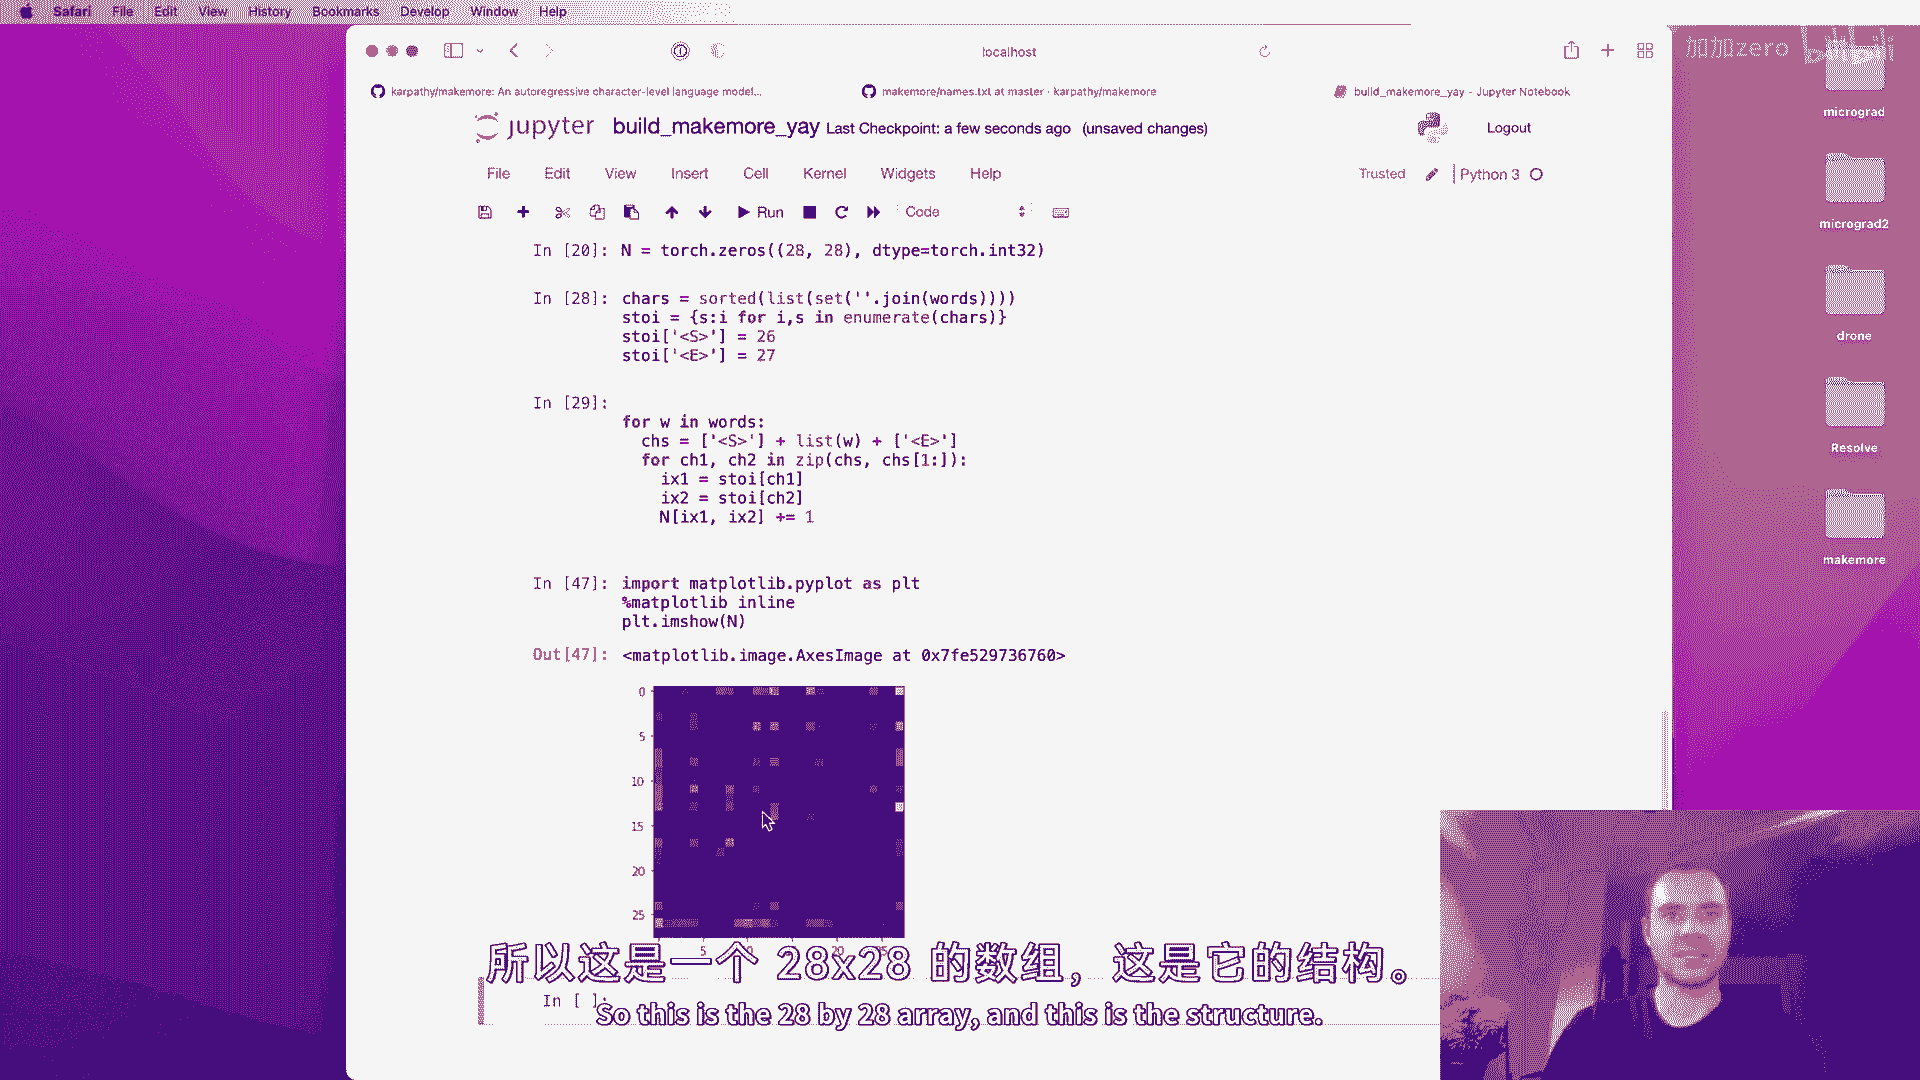 Safari File Edit View History Bookmarks Develop Window Help
localhost
加加zero bilibili
karpathy/makemore: An autoregressive character-level language model...
makemore/names.txt at master · karpathy/makemore
build_makemore_yay - Jupyter Notebook
jupyter build_makemore_yay Last Checkpoint: a few seconds ago (unsaved changes)
Logout
File Edit View Insert Cell Kernel Widgets Help
Trusted Python 3
Run Code
In [20]: N = torch.zeros((28, 28), dtype=torch.int32)
In [28]: chars = sorted(list(set(''.join(words))))
stoi = {s:i for i,s in enumerate(chars)}
stoi['<S>'] = 26
stoi['<E>'] = 27
In [29]:
for w in words:
chs = ['<S>'] + list(w) + ['<E>']
for ch1, ch2 in zip(chs, chs[1:]):
ix1 = stoi[ch1]
ix2 = stoi[ch2]
N[ix1, ix2] += 1
In [47]: import matplotlib.pyplot as plt
%matplotlib inline
plt.imshow(N)
Out[47]: <matplotlib.image.AxesImage at 0x7fe529736760>
0
5
10
15
20
25
所以这是一个 28x28 的数组，这是它的结构。
In [ ]:
So this is the 28 by 28 array, and this is the structure.
micrograd
micrograd2
drone
Resolve
makemore